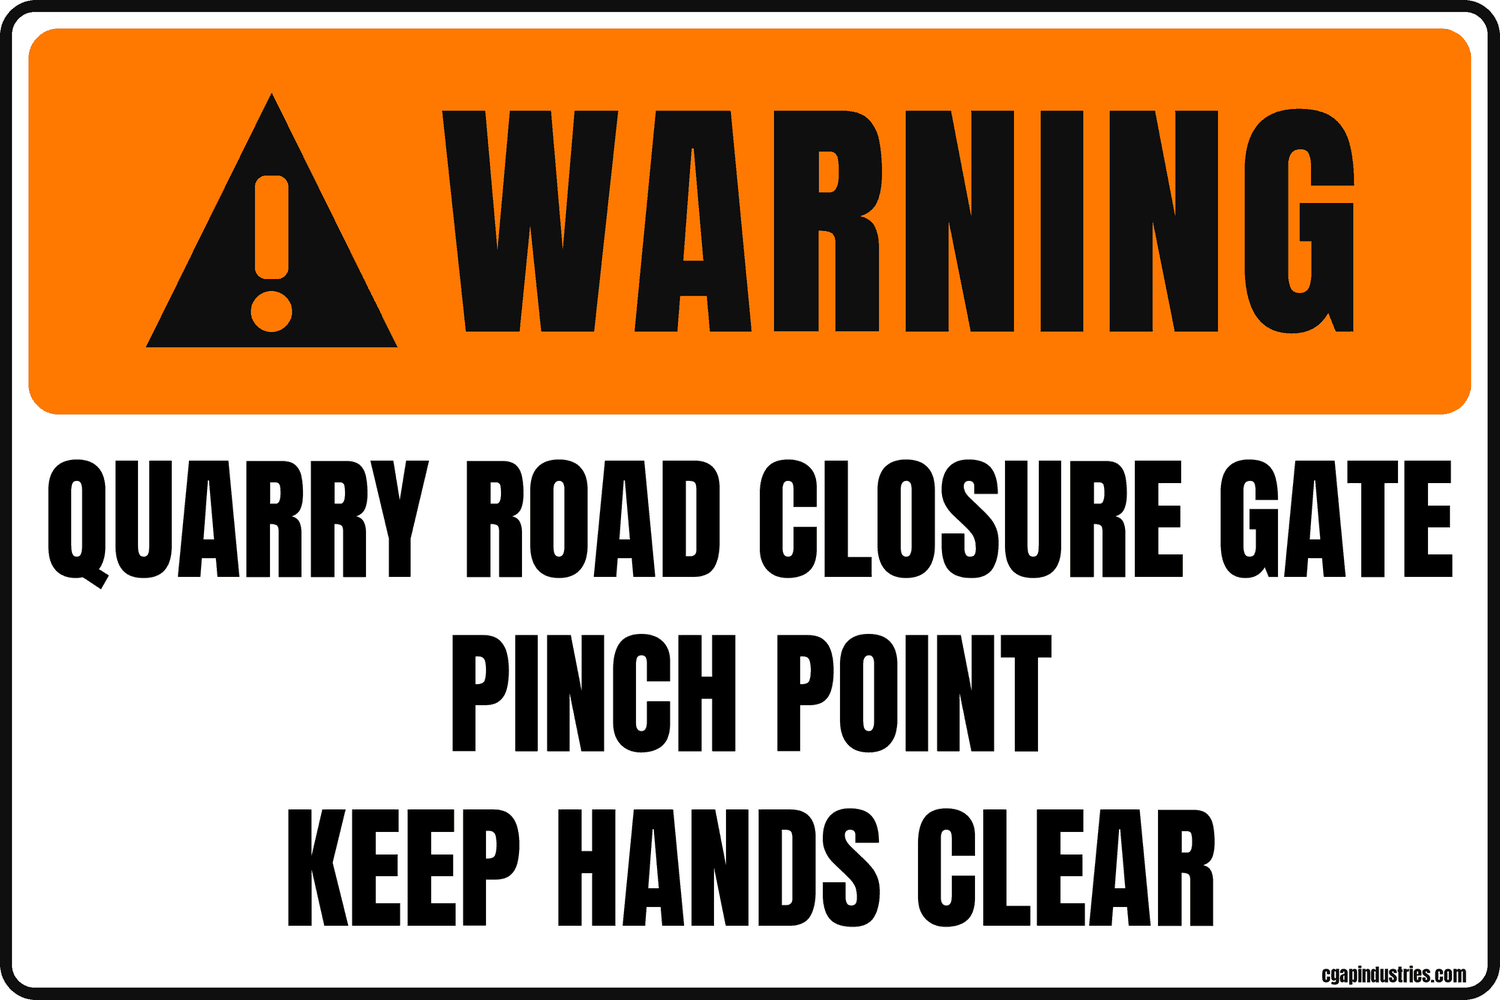 WARNING
QUARRY ROAD CLOSURE GATE
PINCH POINT
KEEP HANDS CLEAR
cgapindustries.com